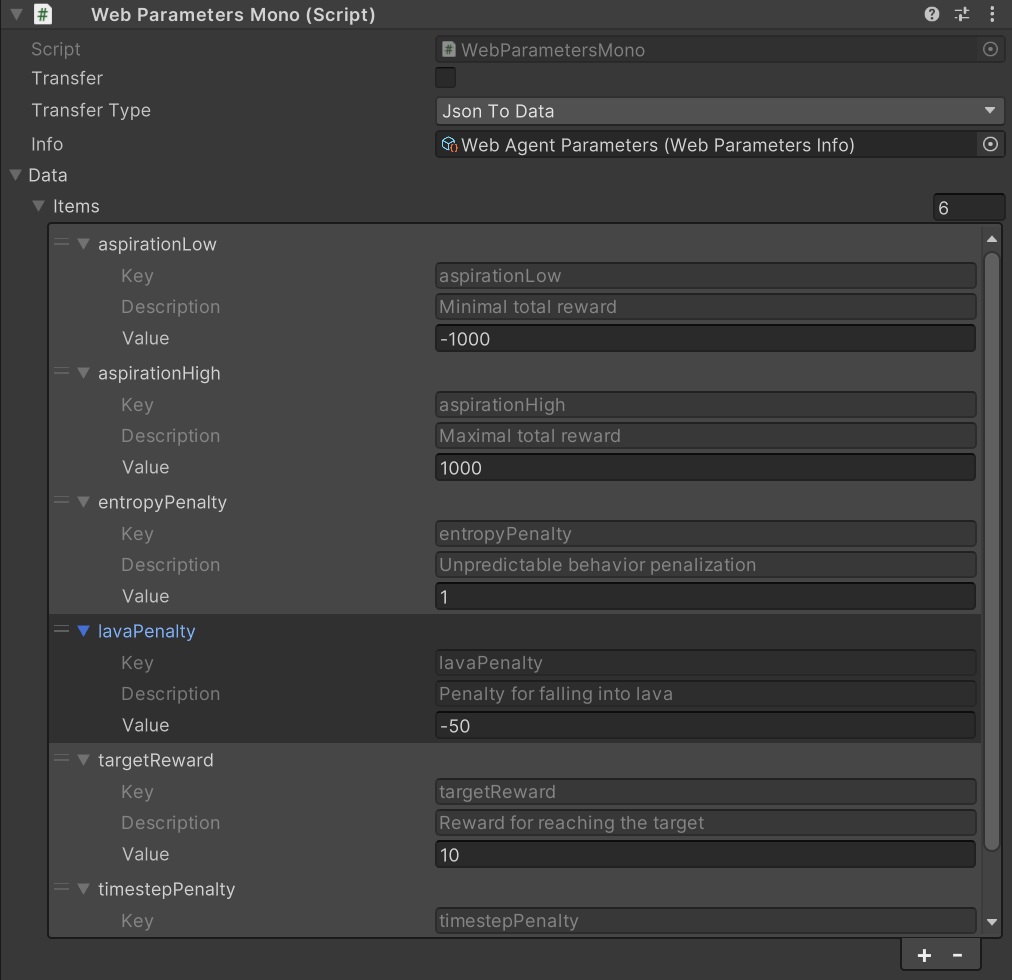 Web Parameters Mono (Script)
Script # WebParametersMono
Transfer
Transfer Type Json To Data
Info Web Agent Parameters (Web Parameters Info)
Data
Items 6
aspirationLow
Key aspirationLow
Description Minimal total reward
Value -1000
aspirationHigh
Key aspirationHigh
Description Maximal total reward
Value 1000
entropyPenalty
Key entropyPenalty
Description Unpredictable behavior penalization
Value 1
lavaPenalty
Key lavaPenalty
Description Penalty for falling into lava
Value -50
targetReward
Key targetReward
Description Reward for reaching the target
Value 10
timestepPenalty
Key timestepPenalty
+ -